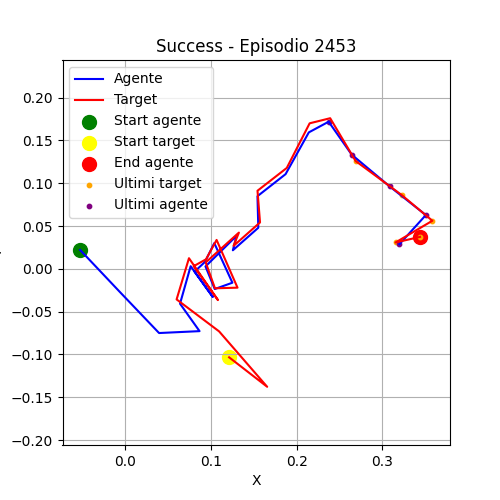 Success - Episodio 2453
Agente
Target
Start agente
Start target
End agente
Ultimi target
Ultimi agente
0.20
0.15
0.10
0.05
0.00
−0.05
−0.10
−0.15
−0.20
0.0
0.1
0.2
0.3
X